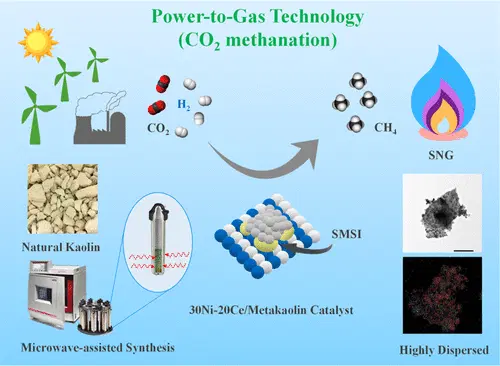 Power-to-Gas Technology
(CO₂ methanation)
H₂
CO₂
CH₄
SNG
Natural Kaolin
SMSI
30Ni-20Ce/Metakaolin Catalyst
Microwave-assisted Synthesis
Highly Dispersed